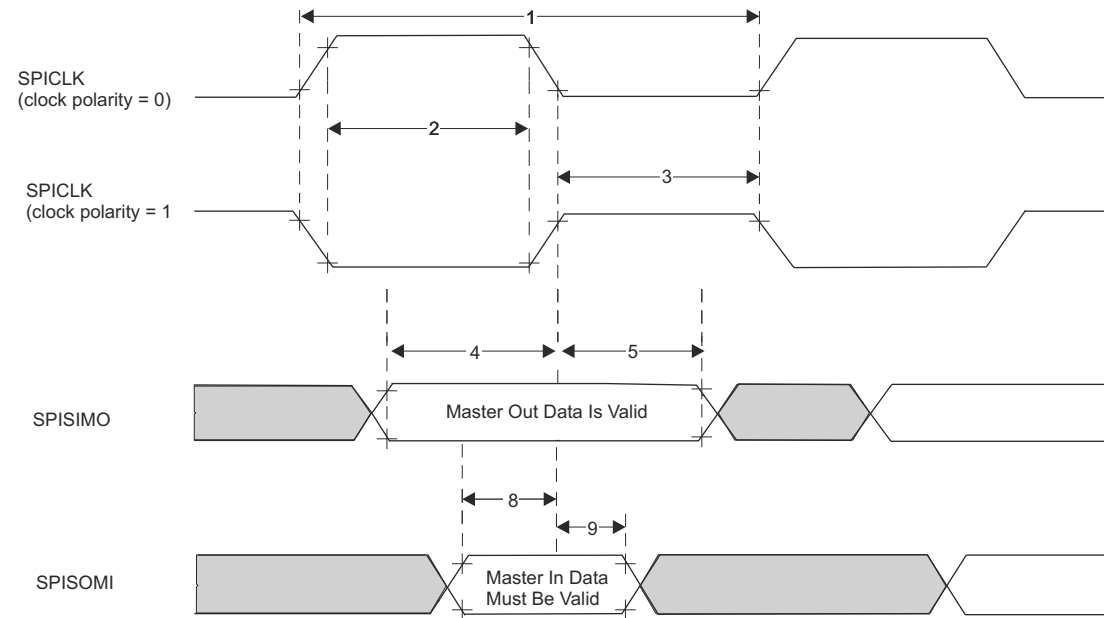 1
SPICLK
(clock polarity = 0)
2
3
SPICLK
(clock polarity = 1
4
5
SPISIMO
Master Out Data Is Valid
8
9
SPISOMI
Master In Data
Must Be Valid